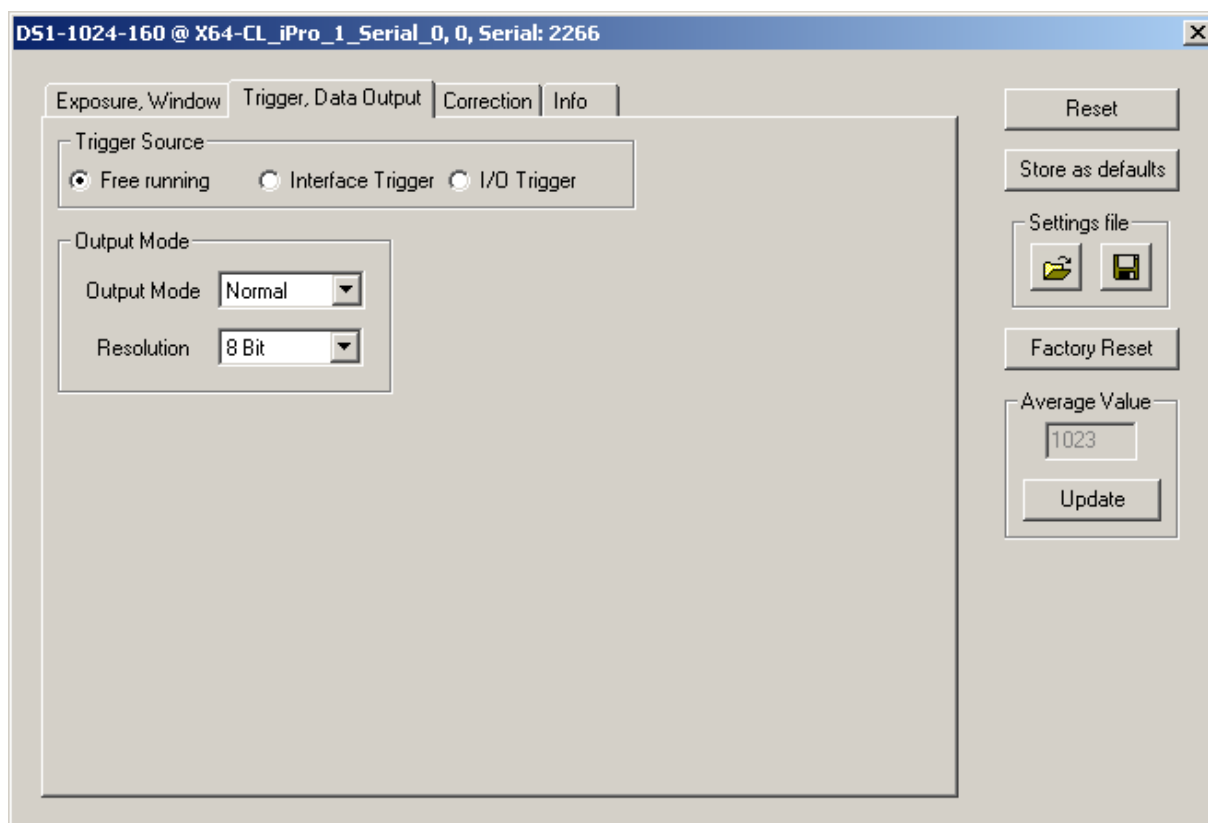 DS1-1024-160 @ X64-CL_iPro_1_Serial_0, 0, Serial: 2266
Exposure, Window
Trigger, Data Output
Correction
Info
Trigger Source
Free running
Interface Trigger
I/O Trigger
Output Mode
Output Mode
Normal
Resolution
8 Bit
Reset
Store as defaults
Settings file
Factory Reset
Average Value
1023
Update